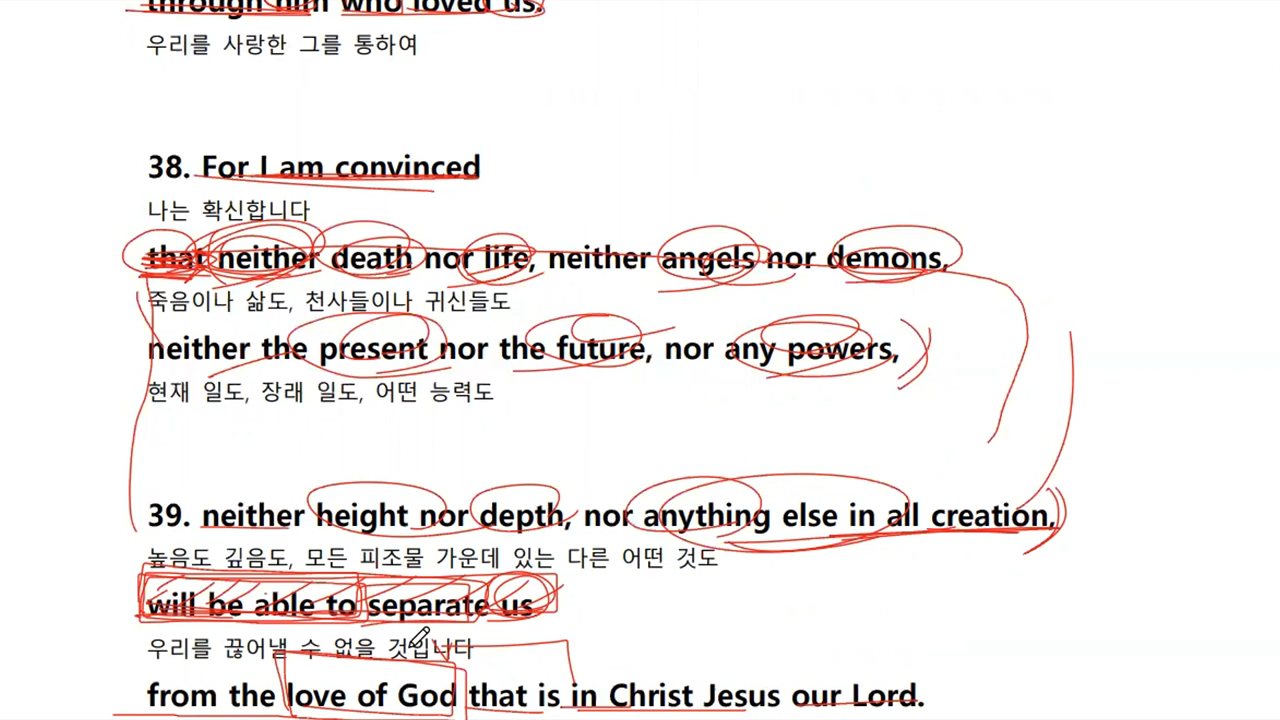 through him who loved us.
우리를 사랑한 그를 통하여
38. For I am convinced
나는 확신합니다
that neither death nor life, neither angels nor demons,
죽음이나 삶도, 천사들이나 귀신들도
neither the present nor the future, nor any powers,
현재 일도, 장래 일도, 어떤 능력도
39. neither height nor depth, nor anything else in all creation,
높음도 깊음도, 모든 피조물 가운데 있는 다른 어떤 것도
will be able to separate us
우리를 끊어낼 수 없을 것입니다
from the love of God that is in Christ Jesus our Lord.